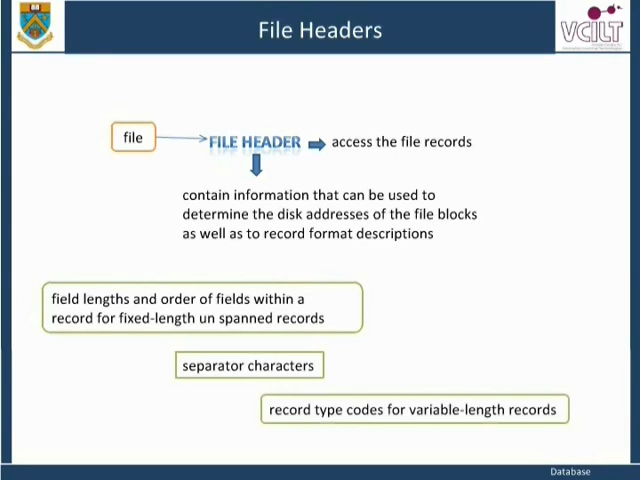 File Headers
VCILT
file
FILE HEADER
access the file records
contain information that can be used to
determine the disk addresses of the file blocks
as well as to record format descriptions
field lengths and order of fields within a
record for fixed-length un spanned records
separator characters
record type codes for variable-length records
Database